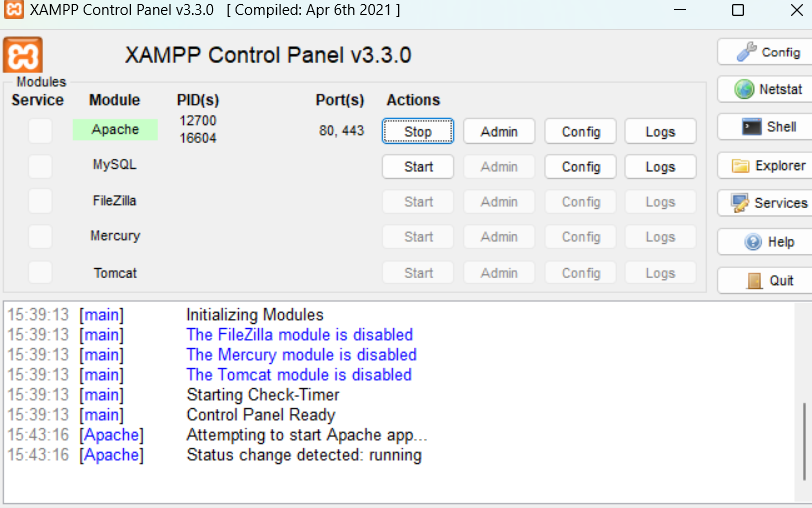 XAMPP Control Panel v3.3.0 [ Compiled: Apr 6th 2021 ]
XAMPP Control Panel v3.3.0
Config
Modules
Service Module PID(s) Port(s) Actions
Netstat
Apache 12700 16604 80, 443 Stop Admin Config Logs
Shell
MySQL Start Admin Config Logs
Explorer
FileZilla Start Admin Config Logs
Services
Mercury Start Admin Config Logs
Help
Tomcat Start Admin Config Logs
Quit
15:39:13 [main] Initializing Modules
15:39:13 [main] The FileZilla module is disabled
15:39:13 [main] The Mercury module is disabled
15:39:13 [main] The Tomcat module is disabled
15:39:13 [main] Starting Check-Timer
15:39:13 [main] Control Panel Ready
15:43:16 [Apache] Attempting to start Apache app...
15:43:16 [Apache] Status change detected: running